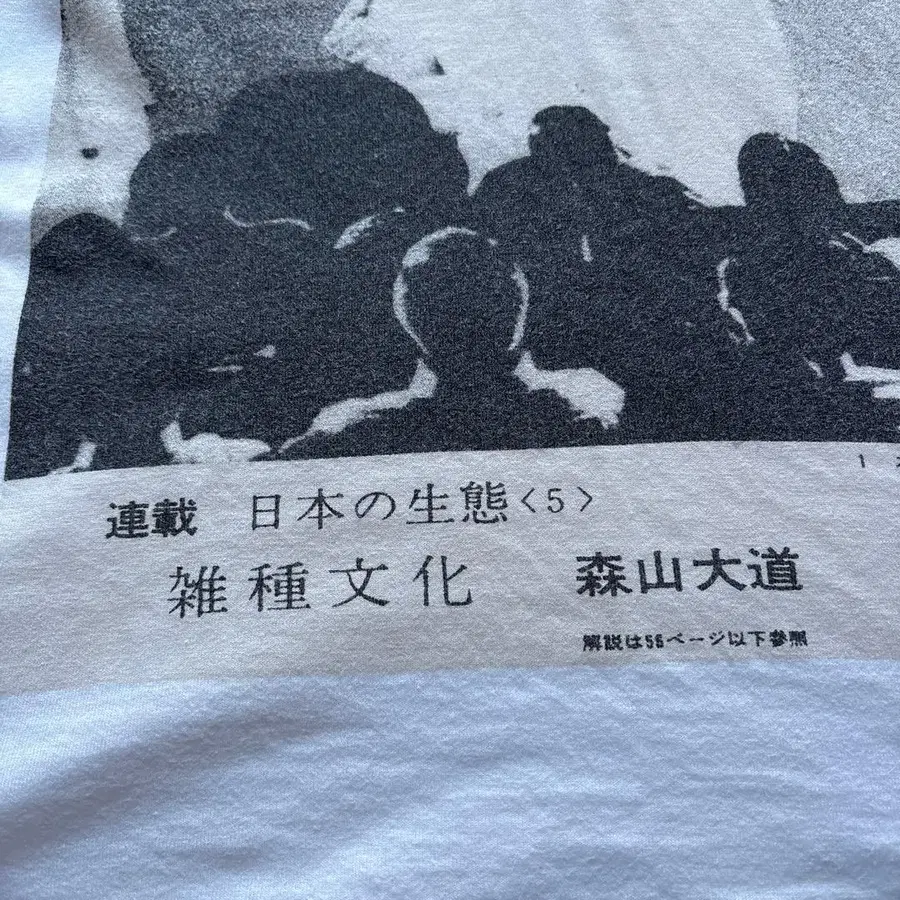 連載 日本の生態<5>
雑種文化 森山大道
解説は56ページ以下参照
1